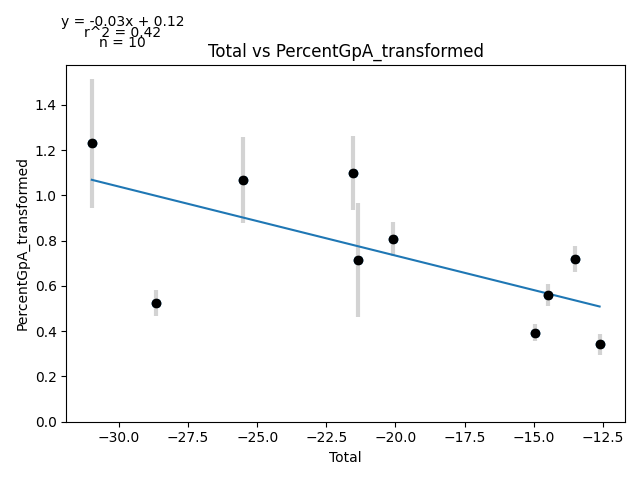 y = -0.03x + 0.12
r^2 = 0.42
n = 10
Total vs PercentGpA_transformed
PercentGpA_transformed
1.4
1.2
1.0
0.8
0.6
0.4
0.2
0.0
−30.0 −27.5 −25.0 −22.5 −20.0 −17.5 −15.0 −12.5
Total